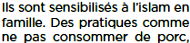 Ils sont sensibilisés à l'islam en
famille. Des pratiques comme
ne pas consommer de porc,